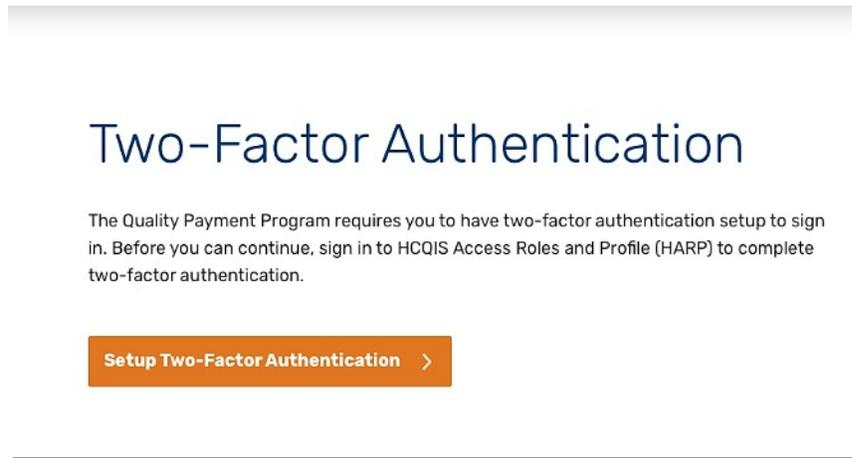 Two-Factor Authentication
The Quality Payment Program requires you to have two-factor authentication setup to sign
in. Before you can continue, sign in to HCQIS Access Roles and Profile (HARP) to complete
two-factor authentication.
Setup Two-Factor Authentication